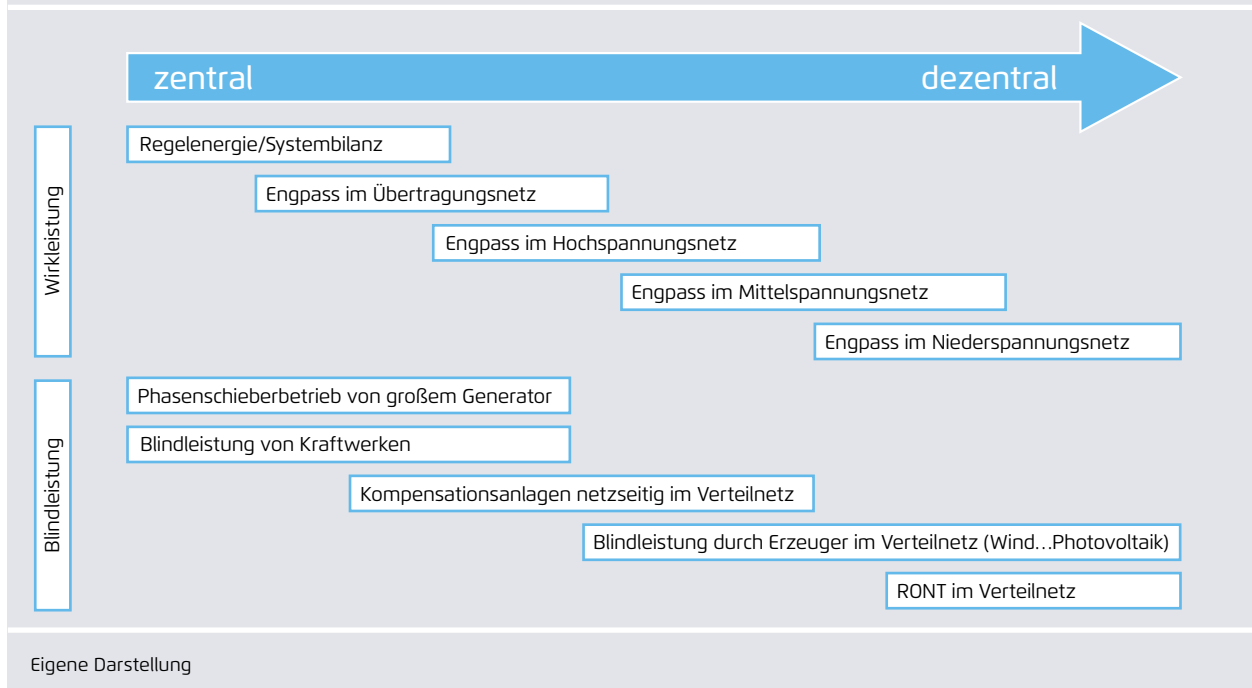 zentral
dezentral
Wirkleistung
Regelenergie/Systembilanz
Engpass im Übertragungsnetz
Engpass im Hochspannungsnetz
Engpass im Mittelspannungsnetz
Engpass im Niederspannungsnetz
Blindleistung
Phasenschieberbetrieb von großem Generator
Blindleistung von Kraftwerken
Kompensationsanlagen netzseitig im Verteilnetz
Blindleistung durch Erzeuger im Verteilnetz (Wind…Photovoltaik)
RONT im Verteilnetz
Eigene Darstellung